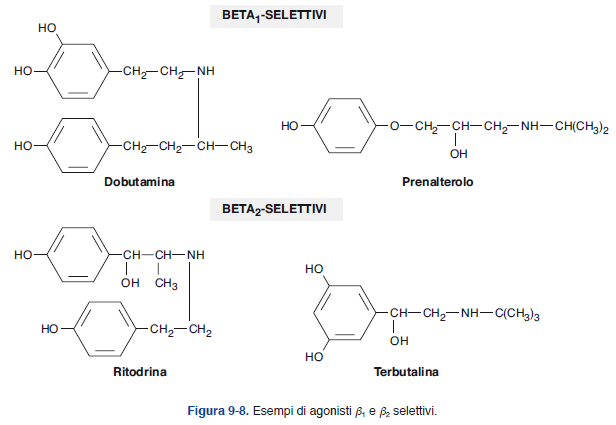 BETA₁-SELETTIVI
HO
HO
CH₂ CH₂ NH
HO
CH₂ CH₂ CH CH₃
Dobutamina
HO
O CH₂ CH CH₂ NH CH(CH₃)₂
OH
Prenalterolo
BETA₂-SELETTIVI
HO
CH CH NH
OH CH₃
HO
CH₂ CH₂
Ritodrina
HO
CH CH₂ NH C(CH₃)₃
OH
HO
Terbutalina
Figura 9-8. Esempi di agonisti β₁ e β₂ selettivi.